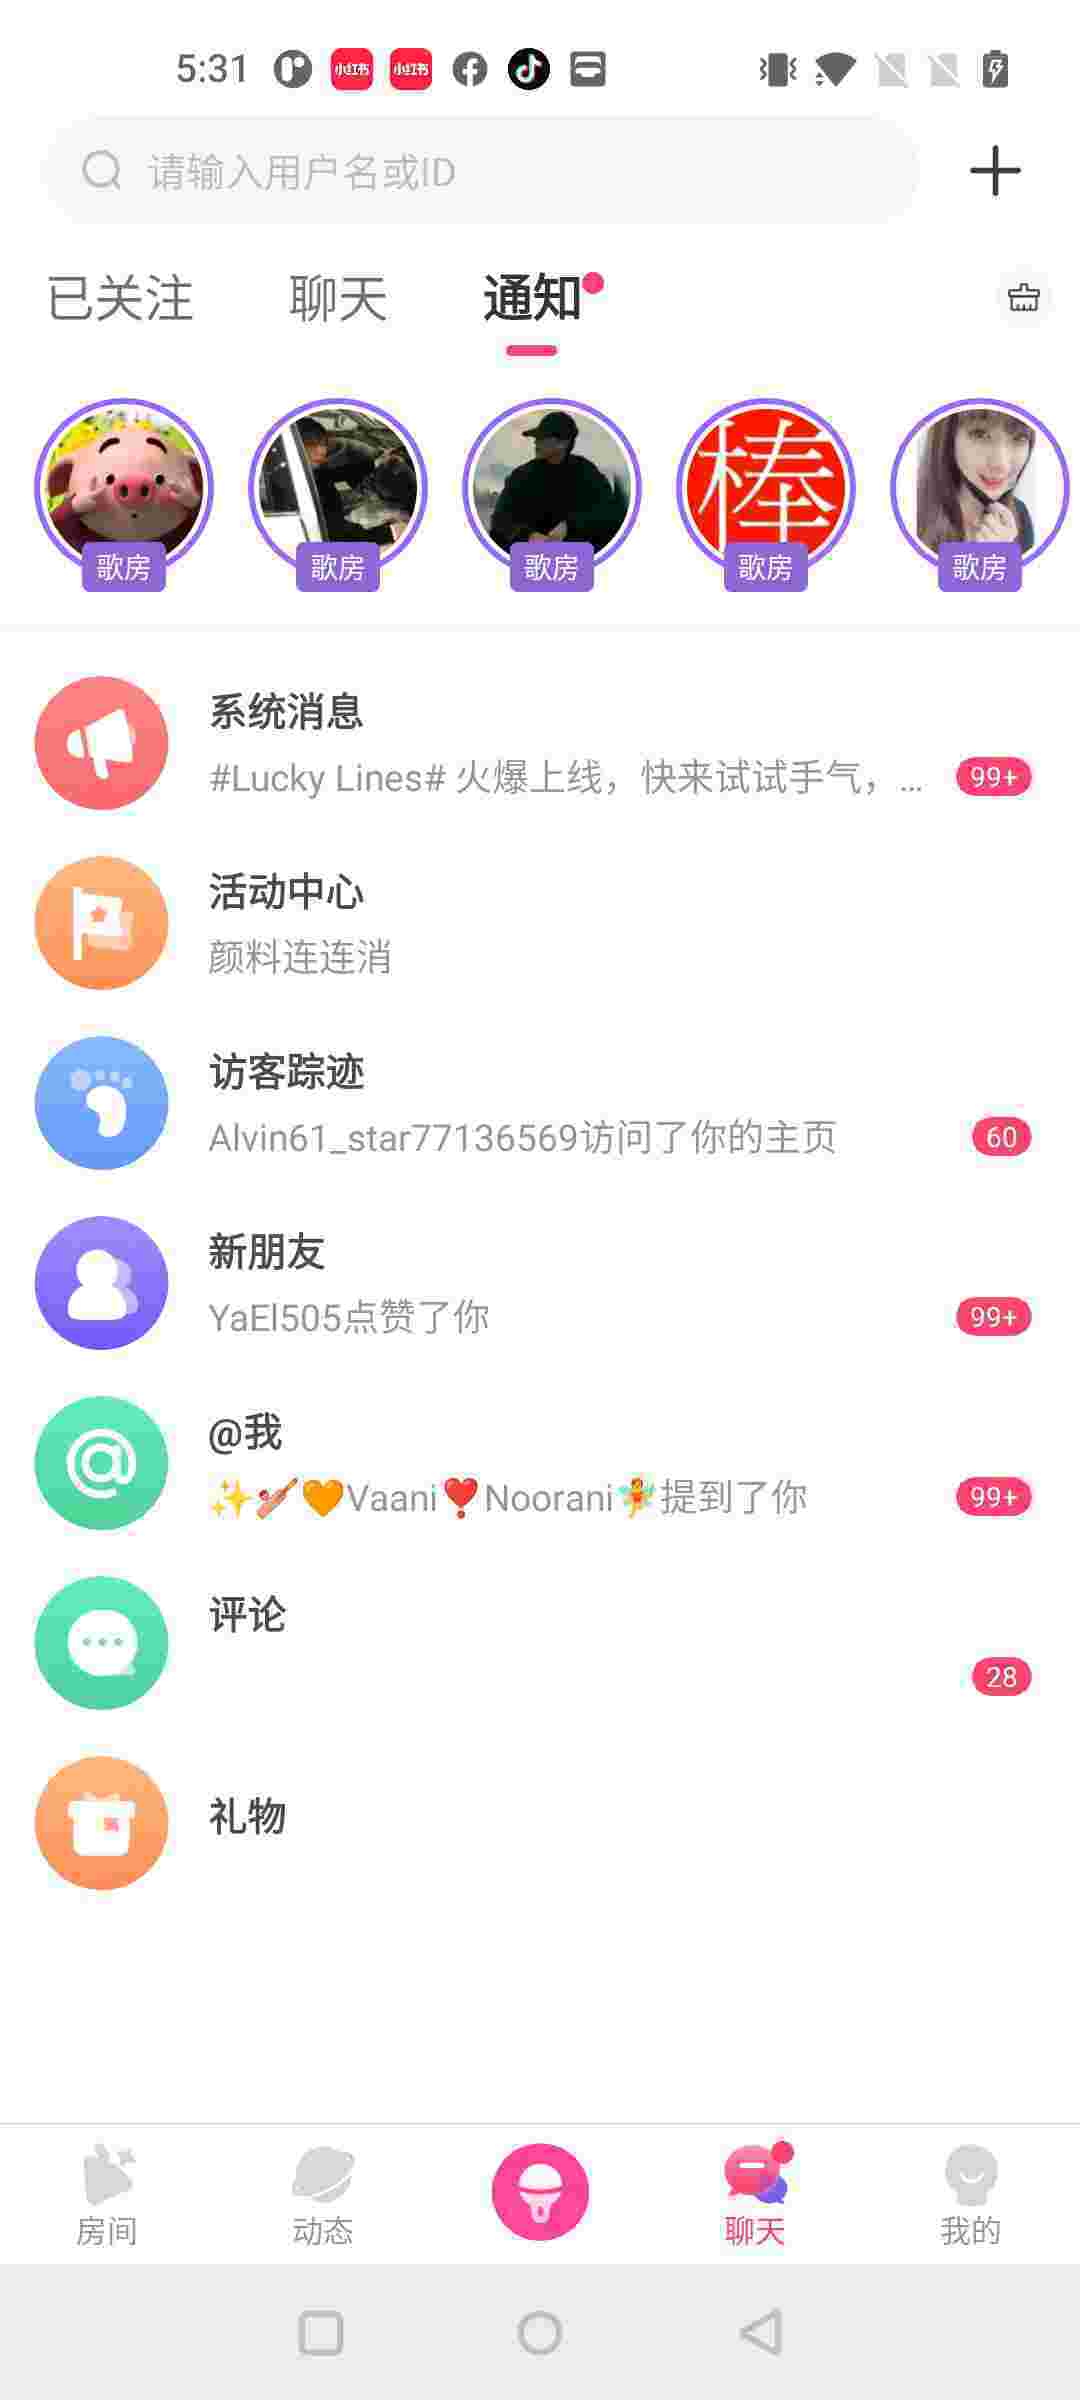 5:31
小红书 小红书
请输入用户名或ID
已关注 聊天 通知
棒
歌房 歌房 歌房 歌房 歌房
系统消息
#Lucky Lines# 火爆上线，快来试试手气，... 99+
活动中心
颜料连连消
访客踪迹
Alvin61_star77136569访问了你的主页 60
新朋友
YaEl505点赞了你 99+
@我
✨🏏🧡Vaani❣️Noorani🧚提到了你 99+
评论
28
礼物
房间 动态 聊天 我的